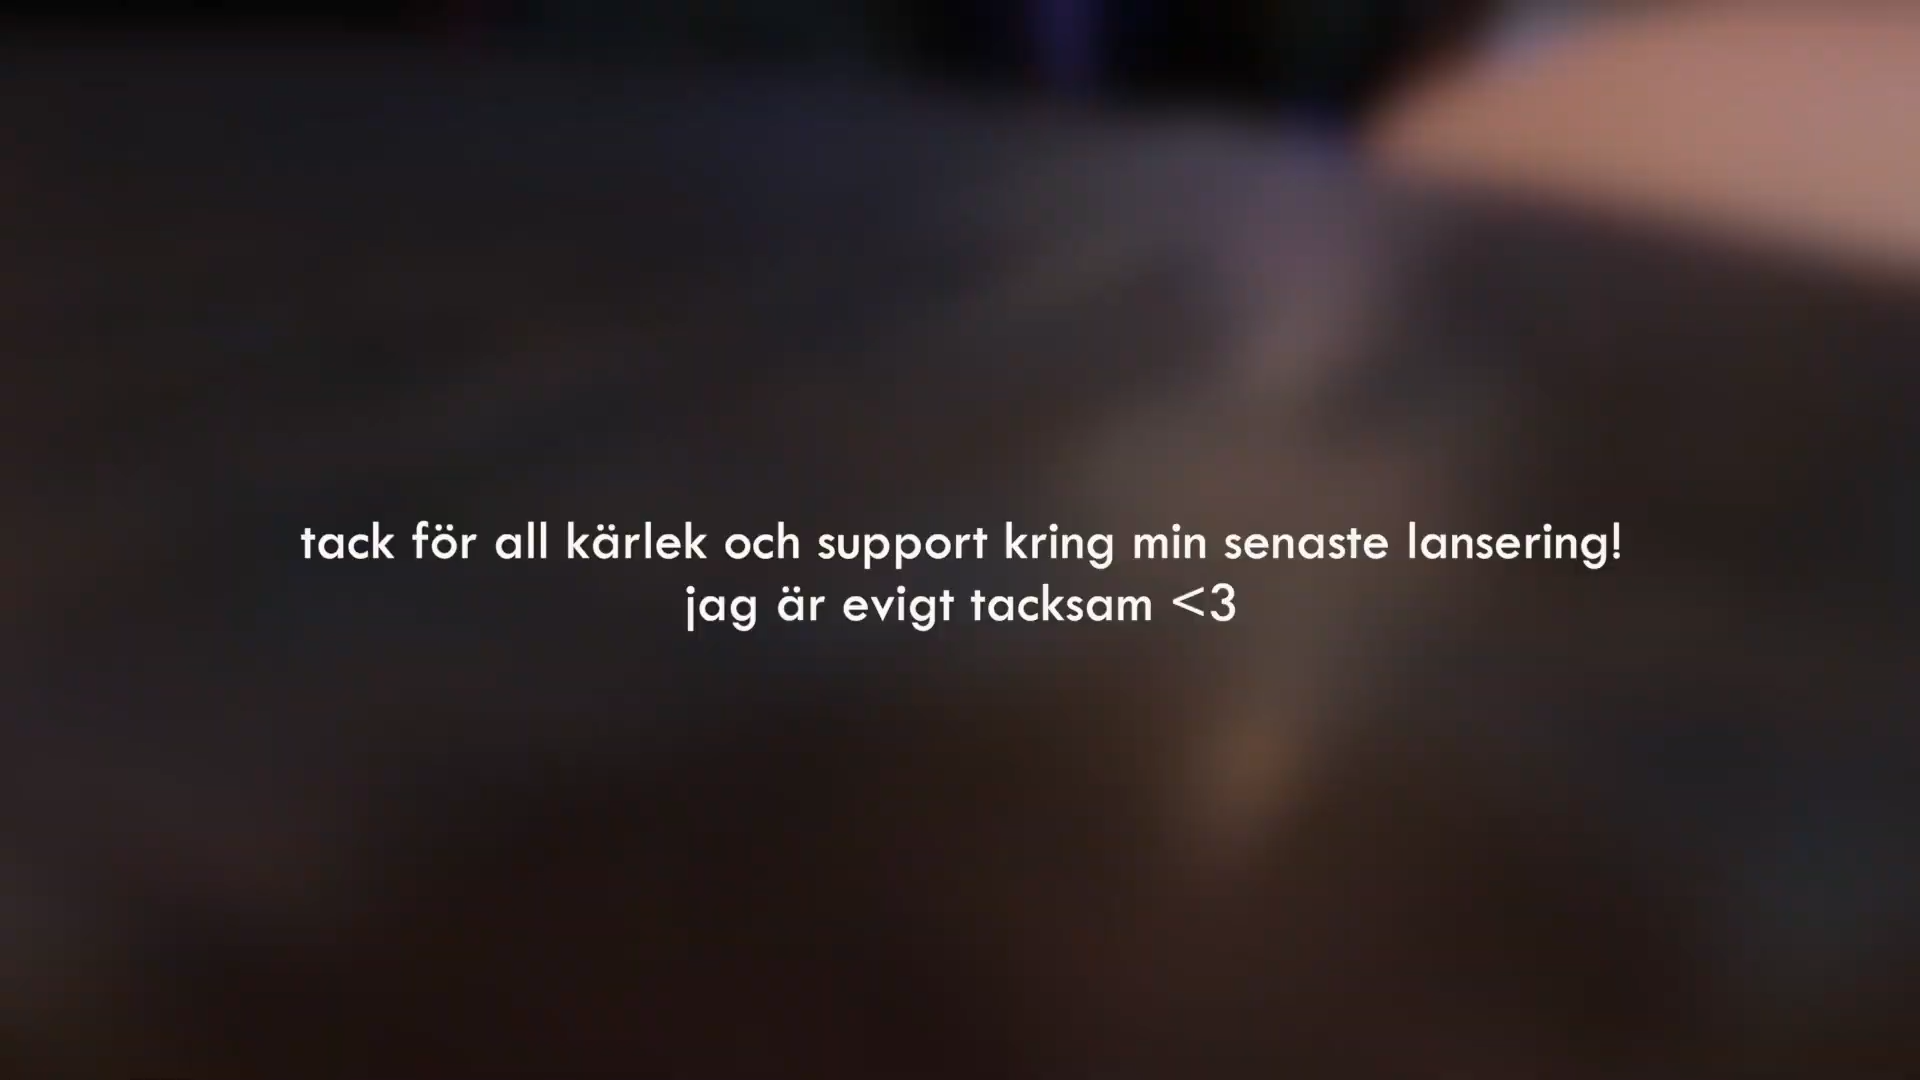 tack för all kärlek och support kring min senaste lansering!
jag är evigt tacksam <3